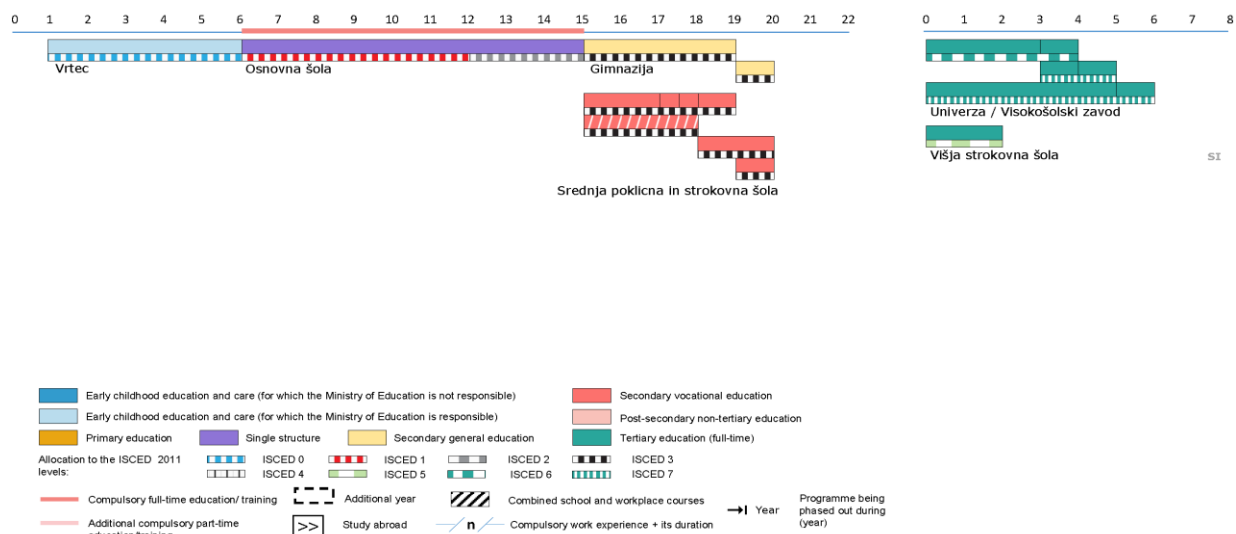 0 1 2 3 4 5 6 7 8 9 10 11 12 13 14 15 16 17 18 19 20 21 22
0 1 2 3 4 5 6 7 8
Vrtec
Osnovna šola
Gimnazija
Srednja poklicna in strokovna šola
Univerza / Visokošolski zavod
Višja strokovna šola
SI
Early childhood education and care (for which the Ministry of Education is not responsible)
Secondary vocational education
Early childhood education and care (for which the Ministry of Education is responsible)
Post-secondary non-tertiary education
Primary education
Single structure
Secondary general education
Tertiary education (full-time)
Allocation to the ISCED 2011
levels:
ISCED 0
ISCED 1
ISCED 2
ISCED 3
ISCED 4
ISCED 5
ISCED 6
ISCED 7
Compulsory full-time education/ training
Additional year
Combined school and workplace courses
Year
Programme being
phased out during
(year)
Additional compulsory part-time
education/training
>>
Study abroad
n
Compulsory work experience + its duration